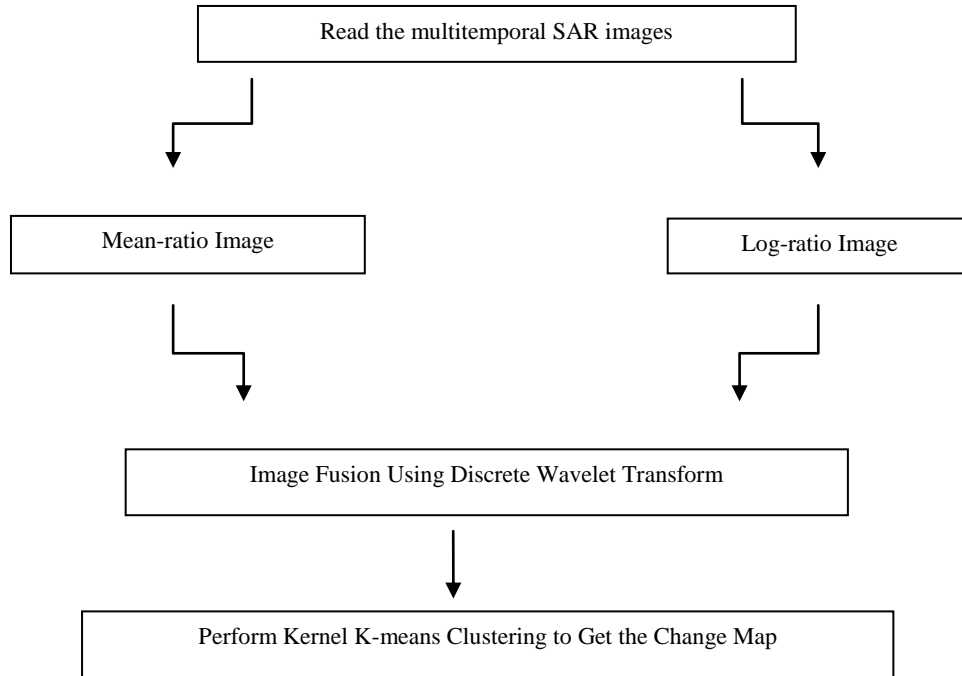 Read the multitemporal SAR images
Mean-ratio Image
Log-ratio Image
Image Fusion Using Discrete Wavelet Transform
Perform Kernel K-means Clustering to Get the Change Map